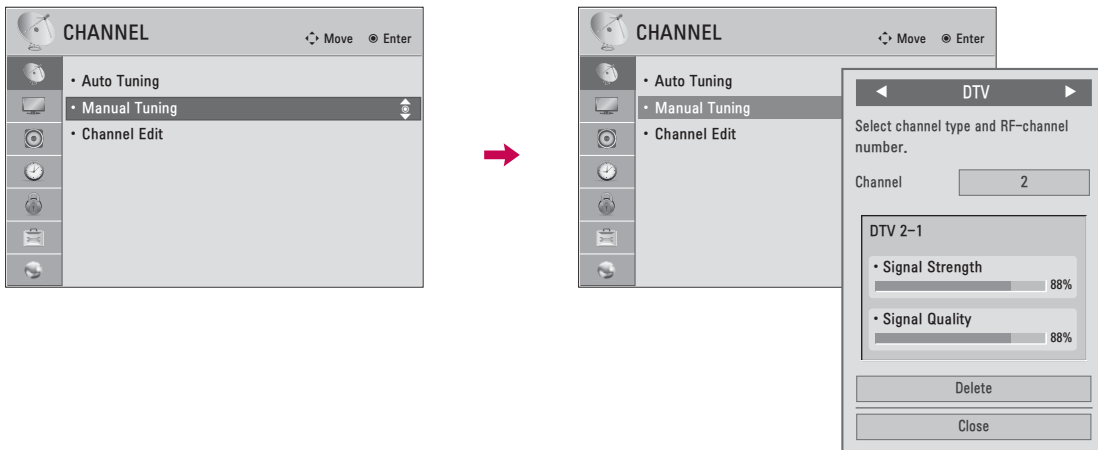 CHANNEL
Move Enter
• Auto Tuning
• Manual Tuning
• Channel Edit
CHANNEL
Move Enter
• Auto Tuning
• Manual Tuning
• Channel Edit
◀ DTV ▶
Select channel type and RF-channel
number.
Channel 2
DTV 2-1
• Signal Strength
88%
• Signal Quality
88%
Delete
Close